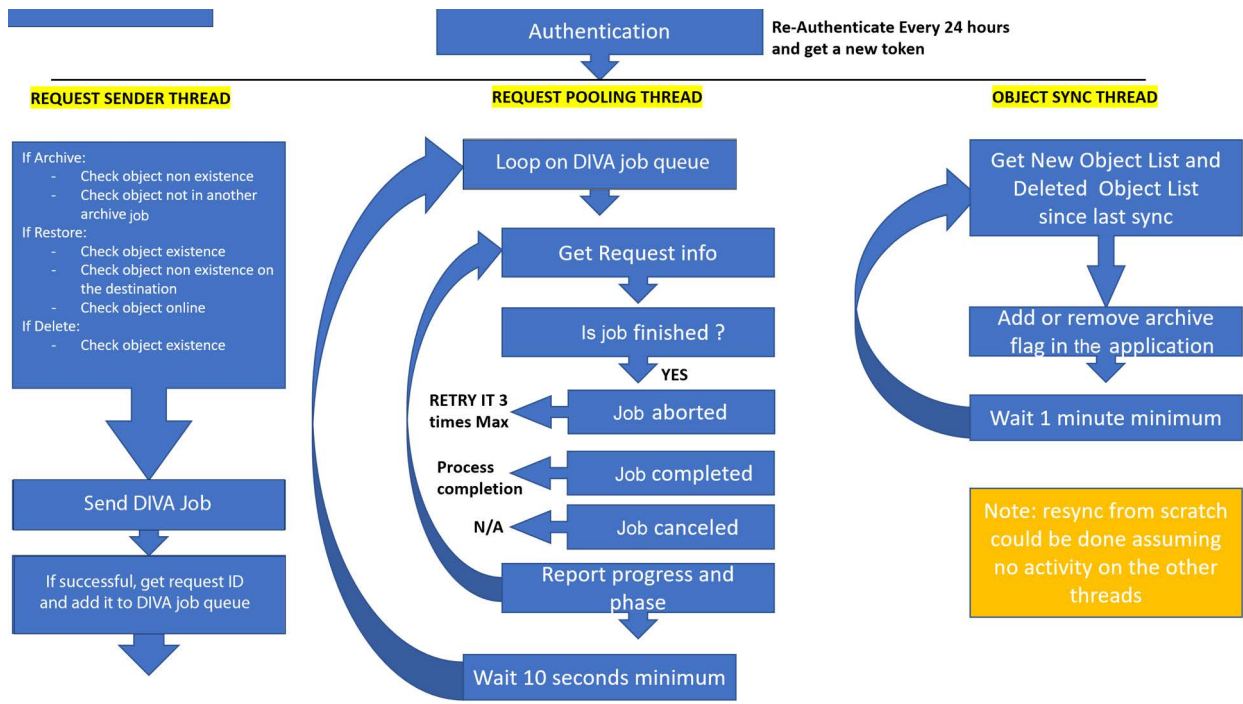 Authentication
Re-Authenticate Every 24 hours
and get a new token
REQUEST SENDER THREAD
If Archive:
- Check object non existence
- Check object not in another
archive job
If Restore:
- Check object existence
- Check object non existence on
the destination
- Check object online
If Delete:
- Check object existence
Send DIVA Job
If successful, get request ID
and add it to DIVA job queue
REQUEST POOLING THREAD
Loop on DIVA job queue
Get Request info
Is job finished ?
YES
RETRY IT 3
times Max
Job aborted
Process
completion
Job completed
N/A
Job canceled
Report progress and
phase
Wait 10 seconds minimum
OBJECT SYNC THREAD
Get New Object List and
Deleted Object List
since last sync
Add or remove archive
flag in the application
Wait 1 minute minimum
Note: resync from scratch
could be done assuming
no activity on the other
threads